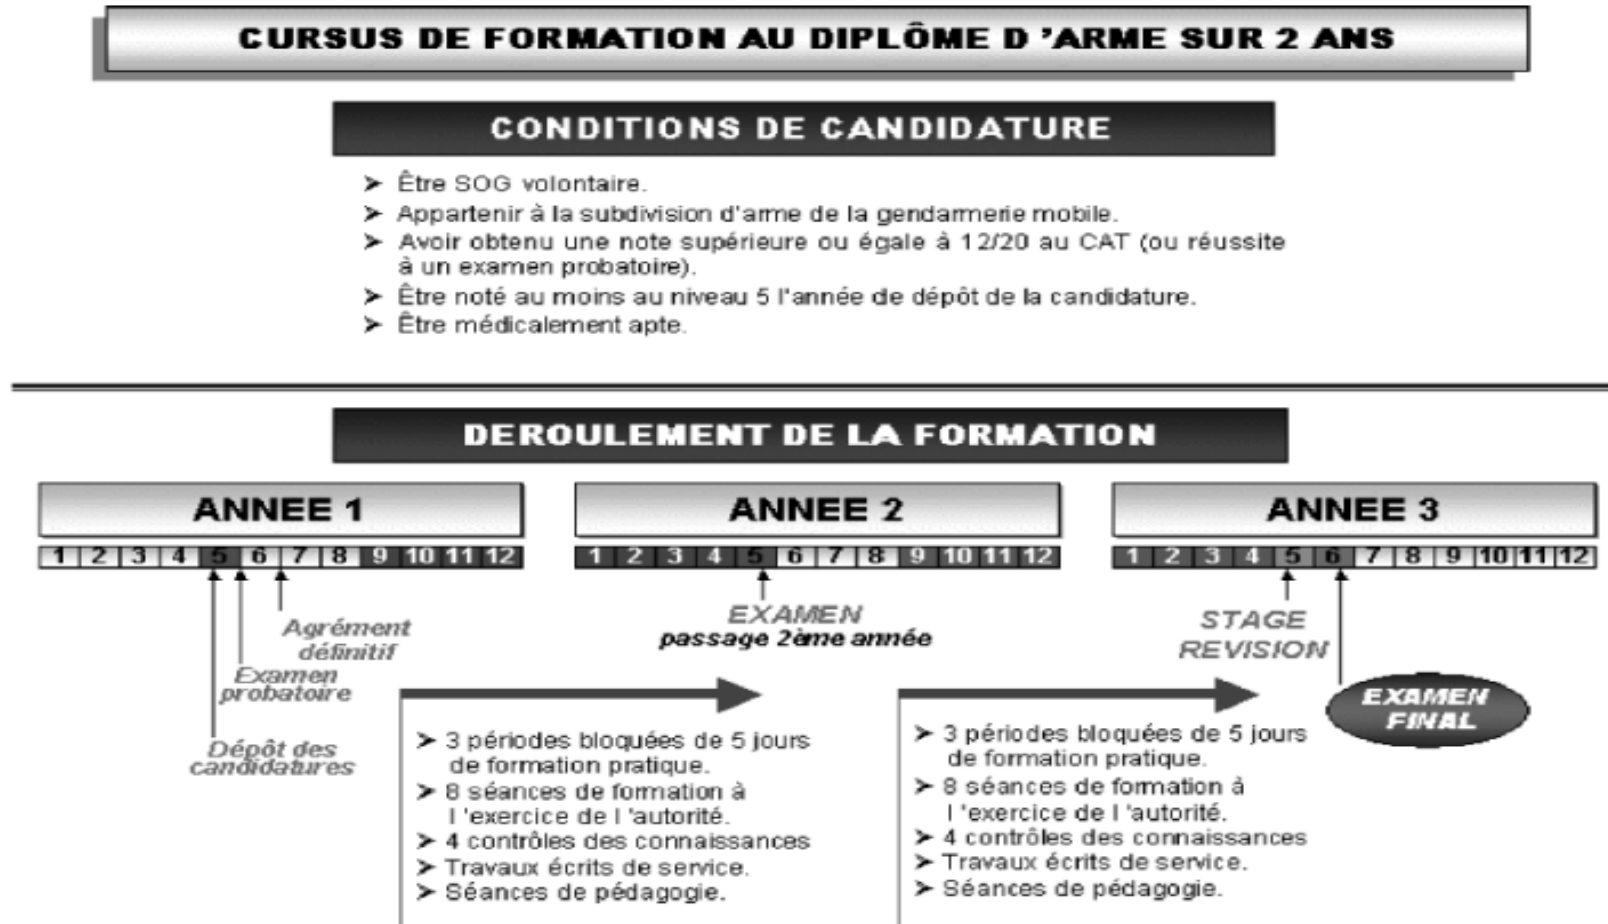 CURSUS DE FORMATION AU DIPLÔME D 'ARME SUR 2 ANS
CONDITIONS DE CANDIDATURE
➤ Être SOG volontaire.
➤ Appartenir à la subdivision d'arme de la gendarmerie mobile.
➤ Avoir obtenu une note supérieure ou égale à 12/20 au CAT (ou réussite
à un examen probatoire).
➤ Être noté au moins au niveau 5 l'année de dépôt de la candidature.
➤ Être médicalement apte.
DEROULEMENT DE LA FORMATION
ANNEE 1
1 2 3 4 5 6 7 8 9 10 11 12
Agrément
définitif
Examen
probatoire
Dépôt des
candidatures
ANNEE 2
1 2 3 4 5 6 7 8 9 10 11 12
EXAMEN
passage 2ème année
ANNEE 3
1 2 3 4 5 6 7 8 9 10 11 12
STAGE
REVISION
EXAMEN
FINAL
➤ 3 périodes bloquées de 5 jours
de formation pratique.
➤ 8 séances de formation à
l 'exercice de l 'autorité.
➤ 4 contrôles des connaissances
➤ Travaux écrits de service.
➤ Séances de pédagogie.
➤ 3 périodes bloquées de 5 jours
de formation pratique.
➤ 8 séances de formation à
l 'exercice de l 'autorité.
➤ 4 contrôles des connaissances
➤ Travaux écrits de service.
➤ Séances de pédagogie.